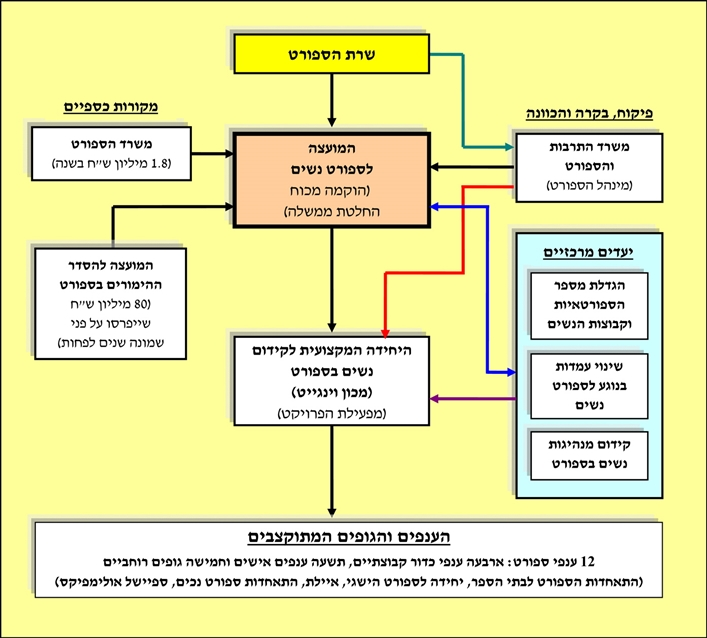 שרת הספורט
מקורות כספיים
פיקוח, בקרה והכוונה
משרד הספורט
(1.8 מיליון ש״ח בשנה)
המועצה
לספורט נשים
(הוקמה מכוח
החלטת ממשלה)
משרד התרבות
והספורט
(מינהל הספורט)
המועצה להסדר
ההימורים בספורט
(80 מיליון ש״ח
שייפרסו על פני
שמונה שנים לפחות)
יעדים מרכזיים
הגדלת מספר
הספורטאיות
וקבוצות הנשים
שינוי עמדות
בנוגע לספורט
נשים
קידום מנהיגות
נשים בספורט
היחידה המקצועית לקידום
נשים בספורט
(מכון וינגייט)
(מפעילת הפרויקט)
הענפים והגופים המתוקצבים
12 ענפי ספורט: ארבעה ענפי כדור קבוצתיים, תשעה ענפים אישים וחמישה גופים רוחביים
(התאחדות הספורט לבתי הספר, יחידה לספורט הישגי, איילת, התאחדות ספורט נכים, ספיישל אולימפיקס)